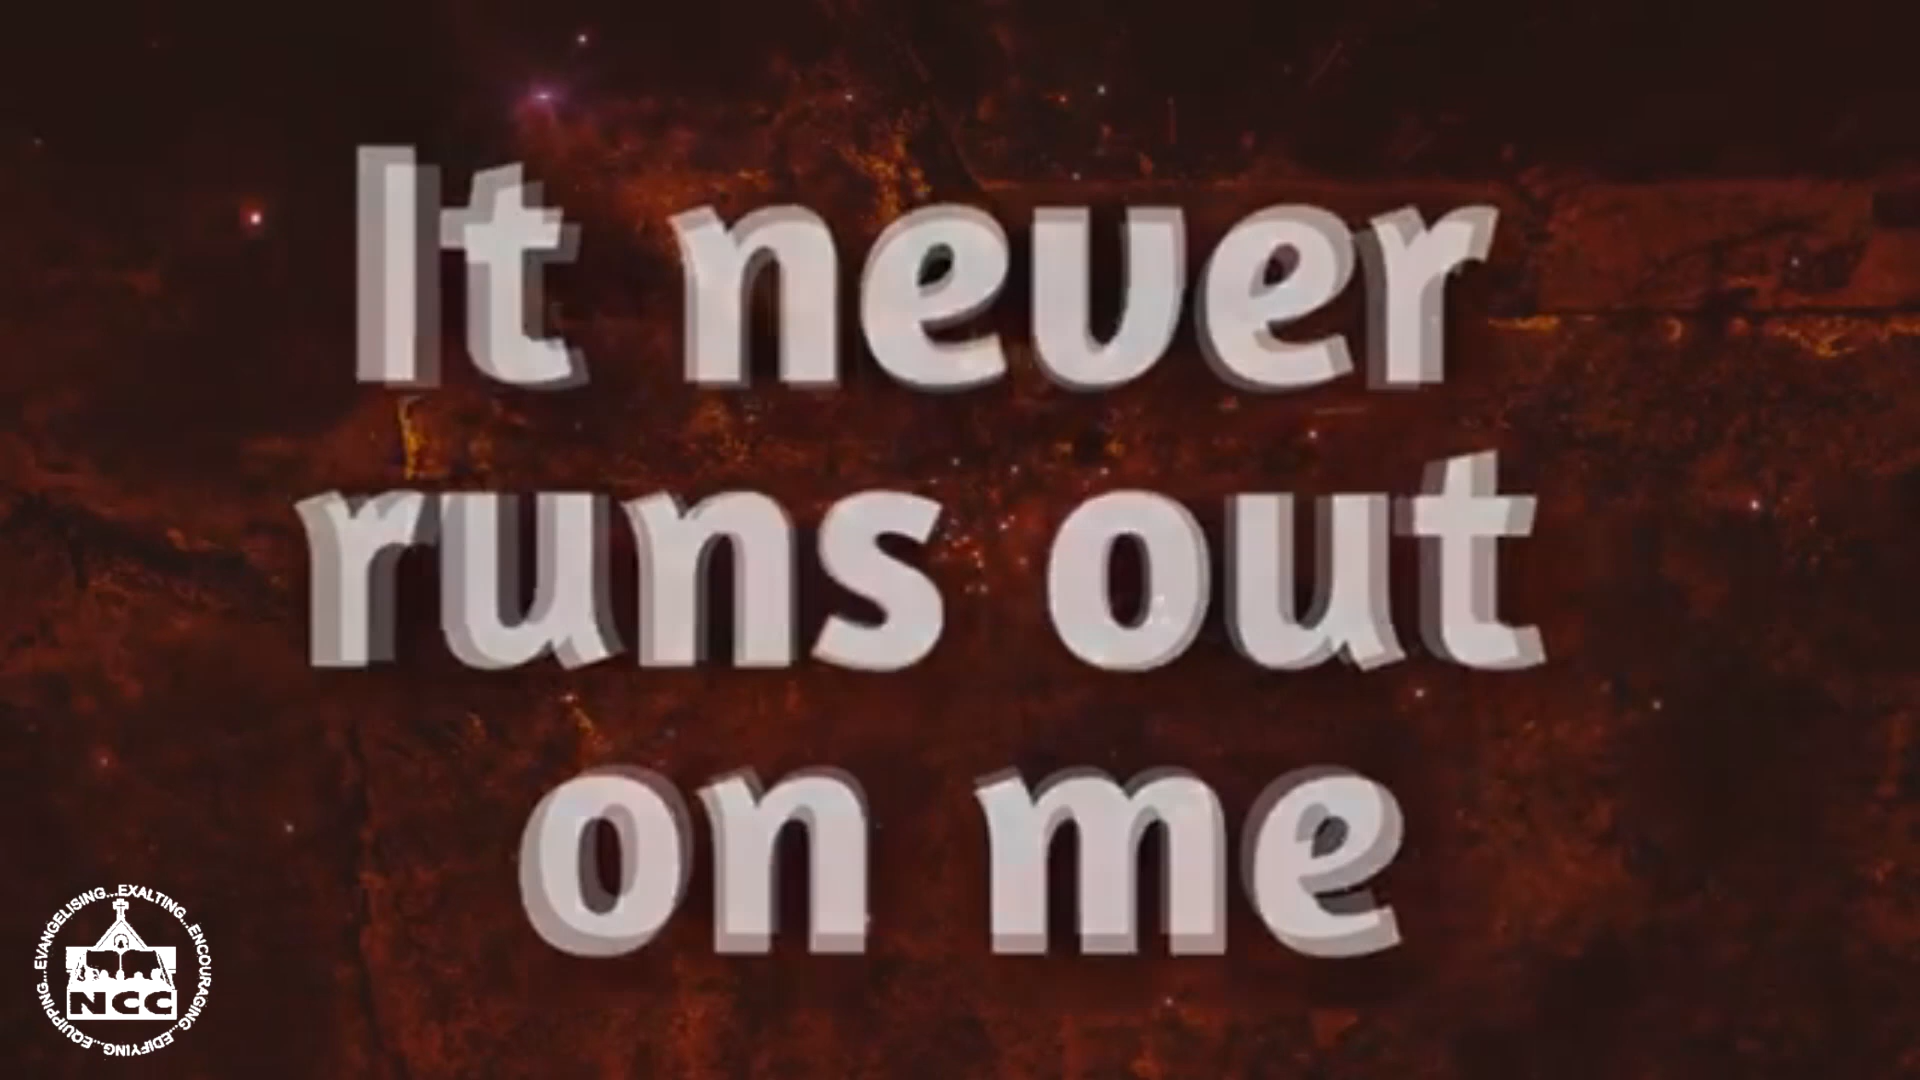 It never
runs out
on me
EVANGELISING...EXALTING...ENCOURAGING...EDIFYING...EQUIPPING...
NCC